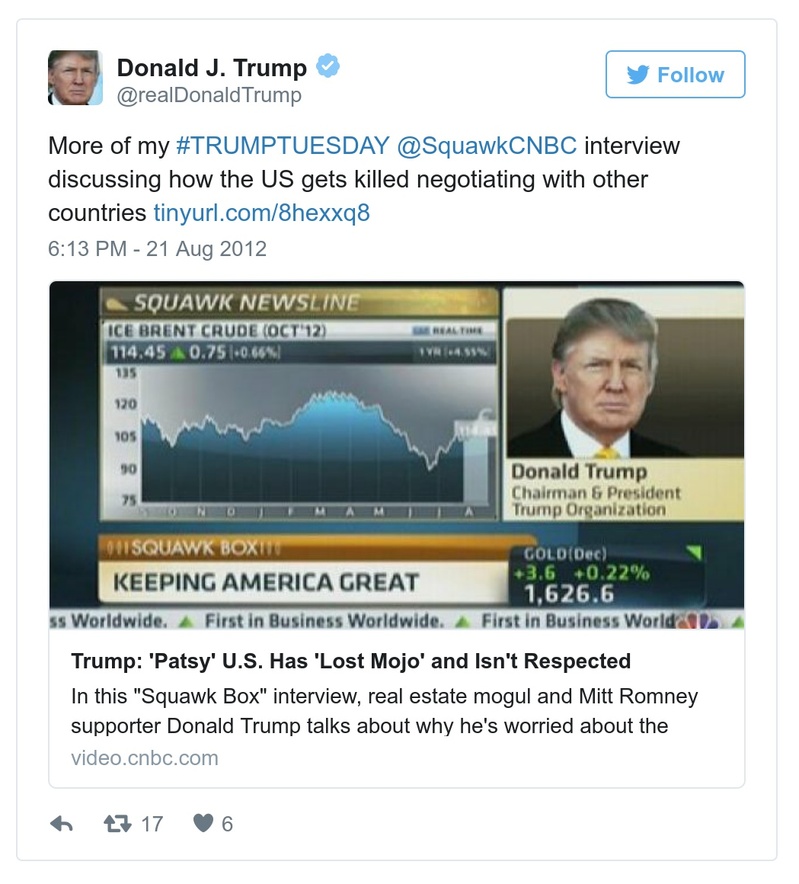 Donald J. Trump
@realDonaldTrump
Follow
More of my #TRUMPTUESDAY @SquawkCNBC interview
discussing how the US gets killed negotiating with other
countries tinyurl.com/8hexxq8
6:13 PM - 21 Aug 2012
SQUAWK NEWSLINE
ICE BRENT CRUDE (OCT'12)
REAL-TIME
114.45 0.75 [+0.66%]
1 YR [+4.55%]
135
120
105
90
75
114.45
S O N D J F M A M J J A
Donald Trump
Chairman & President
Trump Organization
SQUAWK BOX
KEEPING AMERICA GREAT
GOLD(Dec)
+3.6 +0.22%
1,626.6
ss Worldwide. First in Business Worldwide. First in Business World
Trump: 'Patsy' U.S. Has 'Lost Mojo' and Isn't Respected
In this "Squawk Box" interview, real estate mogul and Mitt Romney
supporter Donald Trump talks about why he's worried about the
video.cnbc.com
17 6